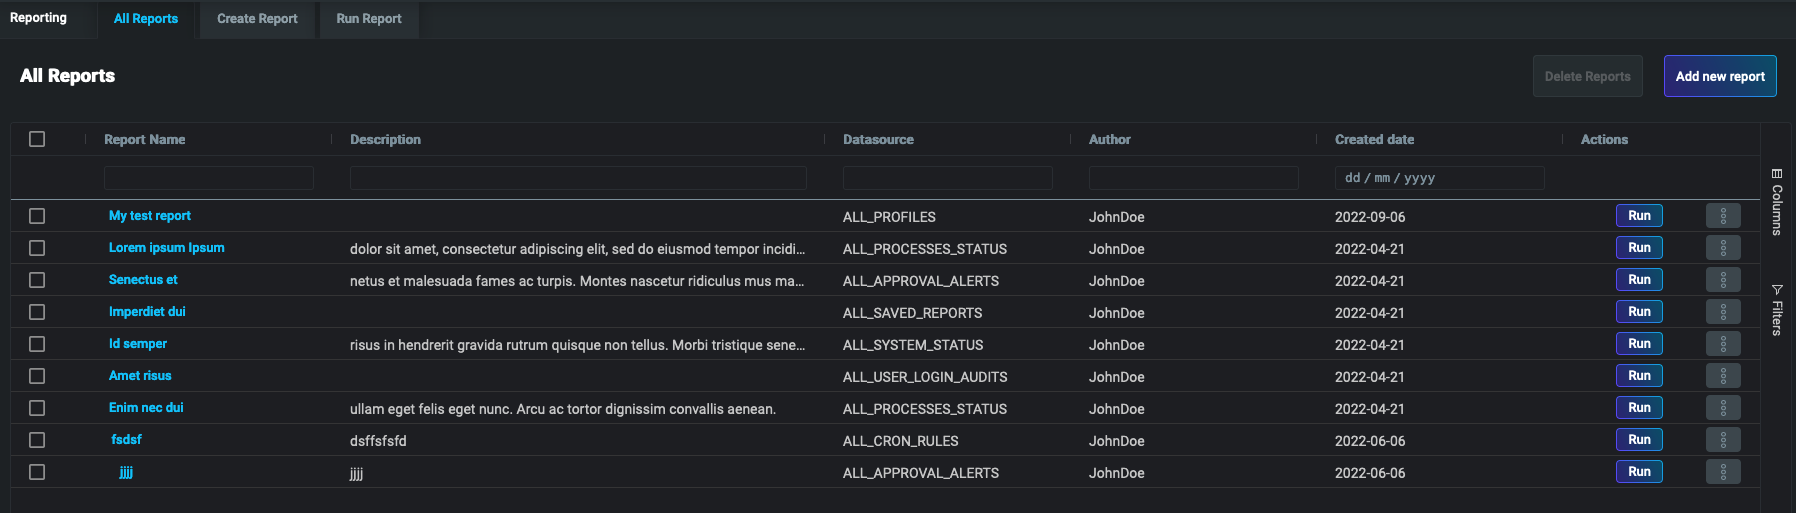 Reporting All Reports Create Report Run Report
All Reports Delete Reports Add new report
Report Name Description Datasource Author Created date Actions
dd / mm / yyyy
My test report ALL_PROFILES JohnDoe 2022-09-06 Run
Lorem ipsum Ipsum dolor sit amet, consectetur adipiscing elit, sed do eiusmod tempor incidi... ALL_PROCESSES_STATUS JohnDoe 2022-04-21 Run
Senectus et netus et malesuada fames ac turpis. Montes nascetur ridiculus mus ma... ALL_APPROVAL_ALERTS JohnDoe 2022-04-21 Run
Imperdiet dui ALL_SAVED_REPORTS JohnDoe 2022-04-21 Run
Id semper risus in hendrerit gravida rutrum quisque non tellus. Morbi tristique sene... ALL_SYSTEM_STATUS JohnDoe 2022-04-21 Run
Amet risus ALL_USER_LOGIN_AUDITS JohnDoe 2022-04-21 Run
Enim nec dui ullam eget felis eget nunc. Arcu ac tortor dignissim convallis aenean. ALL_PROCESSES_STATUS JohnDoe 2022-04-21 Run
fsdsf dsffsfsfd ALL_CRON_RULES JohnDoe 2022-06-06 Run
jjjj jjjj ALL_APPROVAL_ALERTS JohnDoe 2022-06-06 Run
Columns
Filters